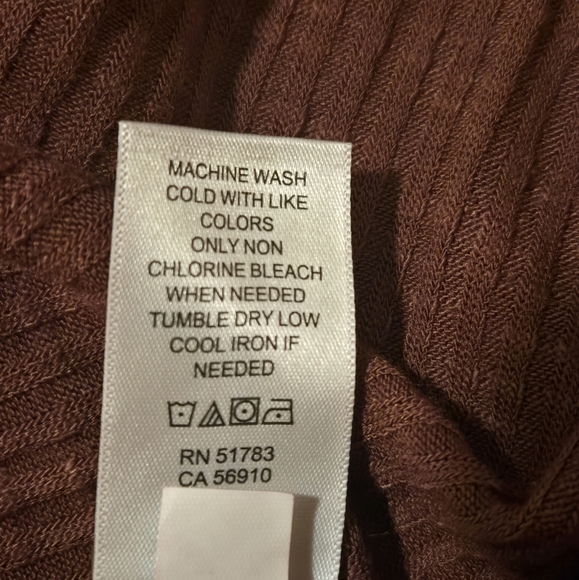 MACHINE WASH
COLD WITH LIKE
COLORS
ONLY NON
CHLORINE BLEACH
WHEN NEEDED
TUMBLE DRY LOW
COOL IRON IF
NEEDED
RN 51783
CA 56910